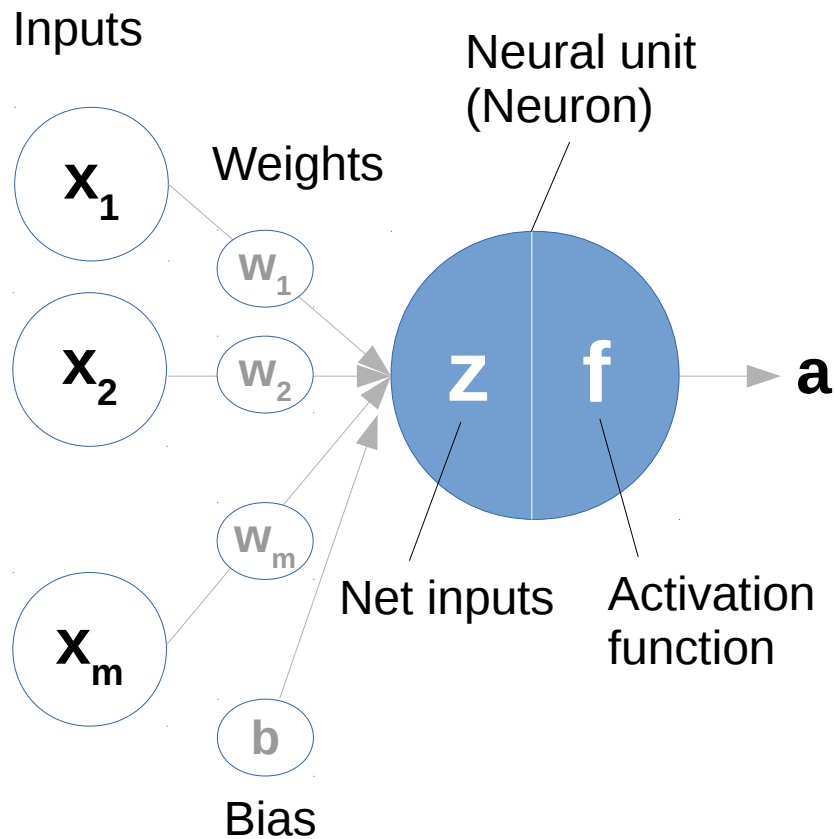 Inputs
Neural unit
(Neuron)
Weights
x1
w1
x2
w2
z
f
a
wm
Net inputs
Activation
function
xm
b
Bias